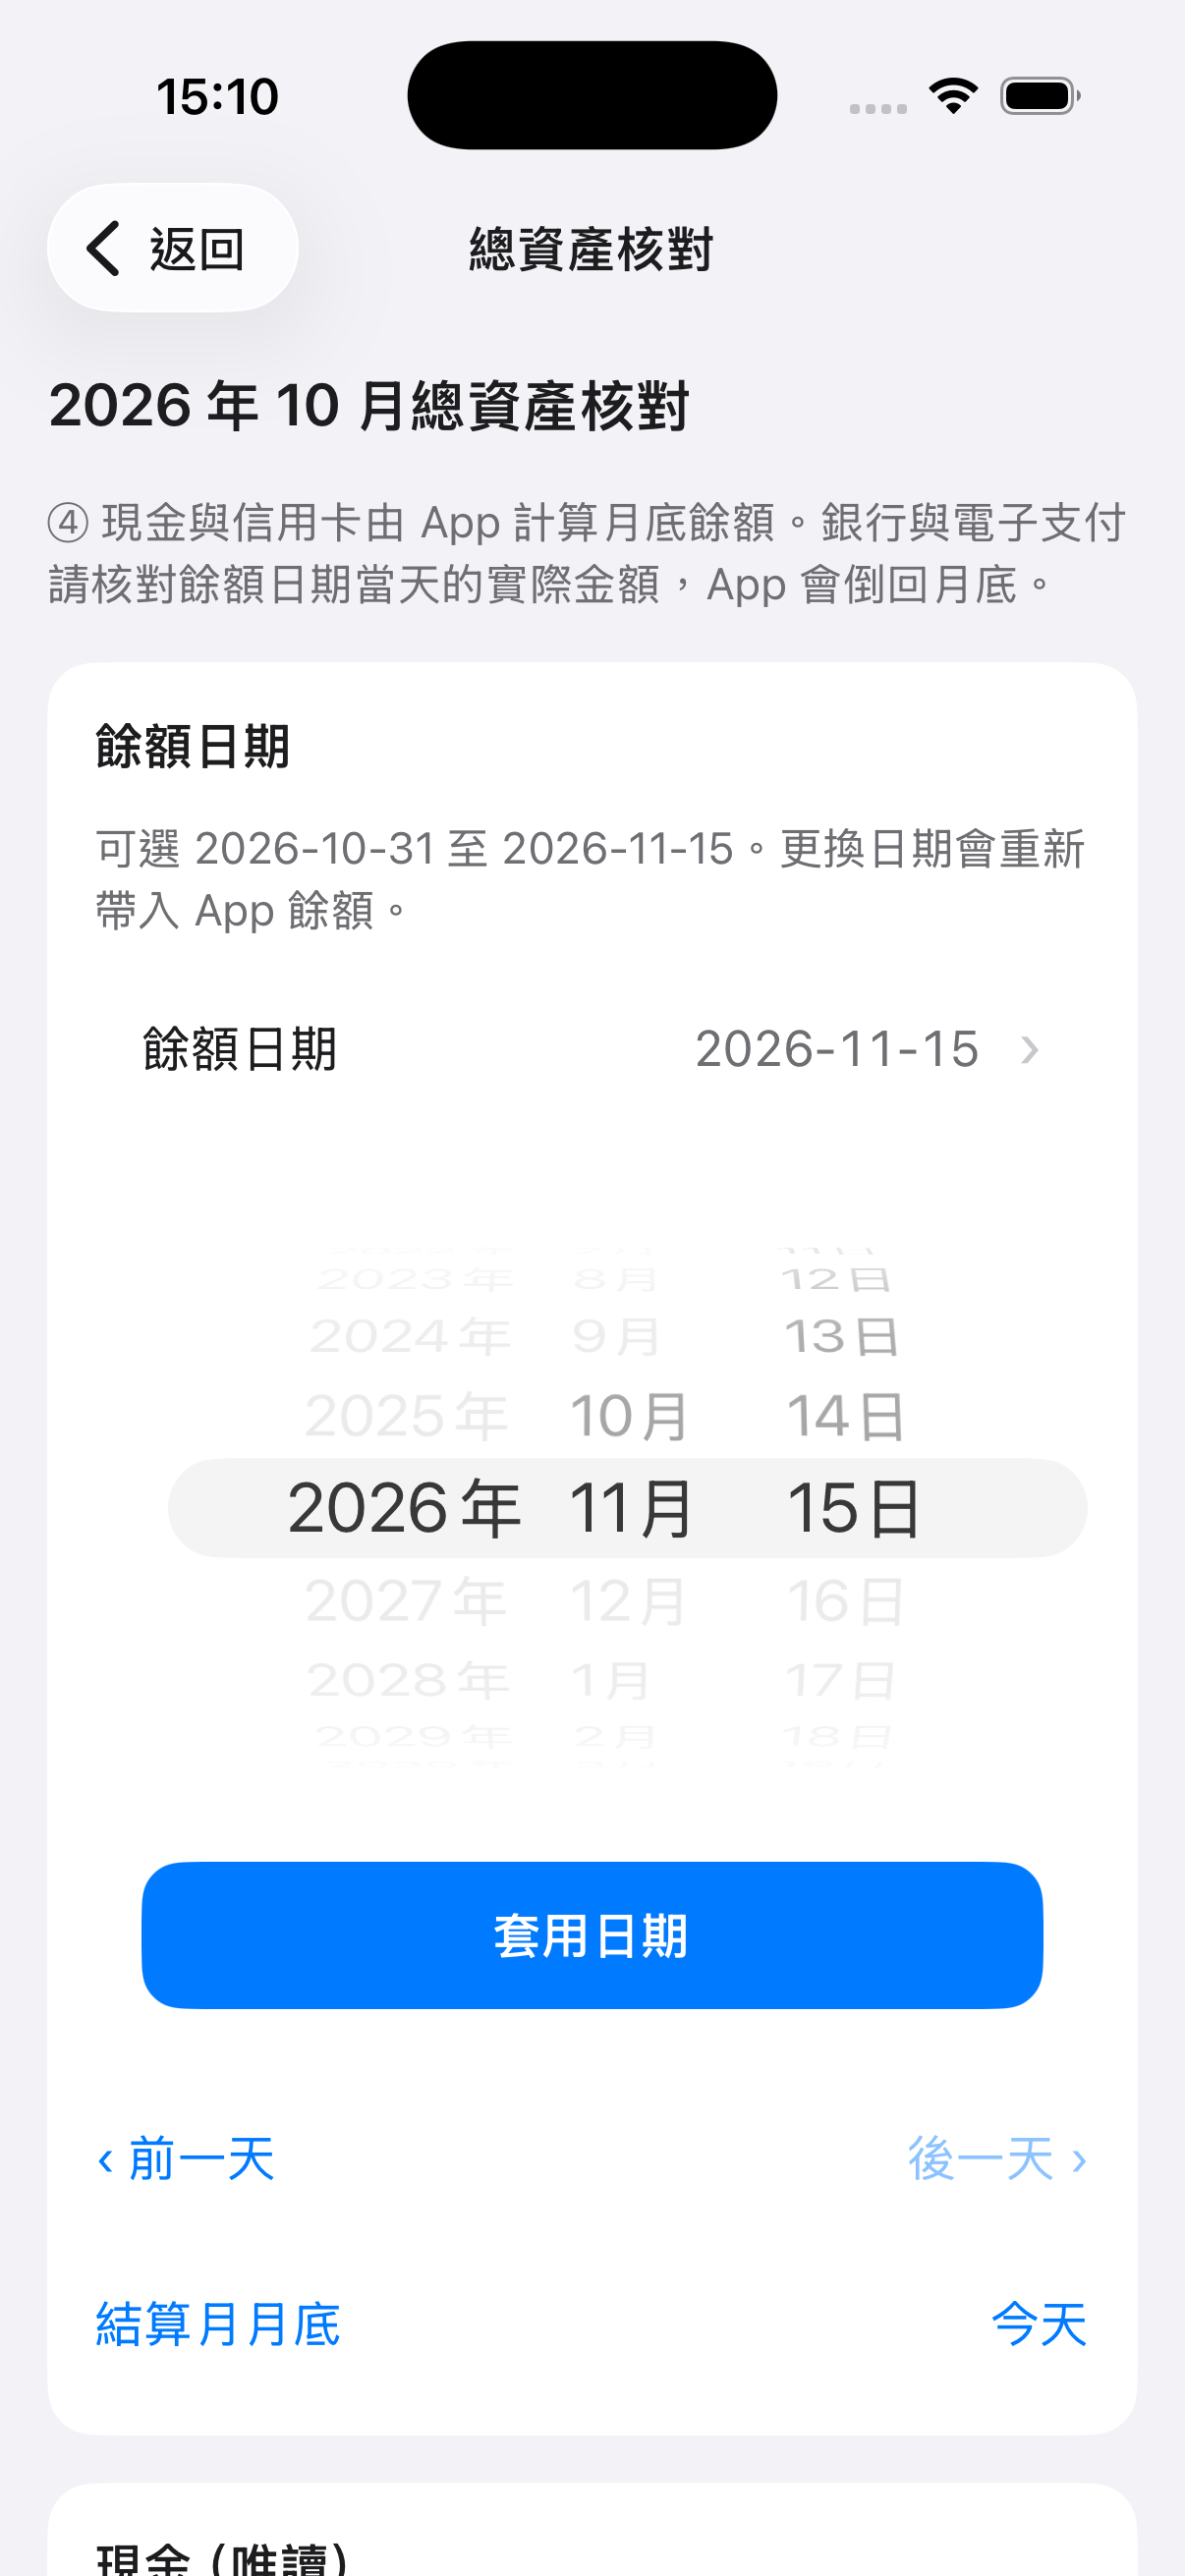 15:10
返回
總資產核對
2026 年 10 月總資產核對
④ 現金與信用卡由 App 計算月底餘額。銀行與電子支付
請核對餘額日期當天的實際金額，App 會倒回月底。
餘額日期
可選 2026-10-31 至 2026-11-15。更換日期會重新
帶入 App 餘額。
餘額日期 2026-11-15 ›
2023年 8月 12日
2024年 9月 13日
2025年 10月 14日
2026年 11月 15日
2027年 12月 16日
2028年 1月 17日
2029年 2月 18日
套用日期
‹ 前一天 後一天 ›
結算月月底 今天
現金 (唯讀)